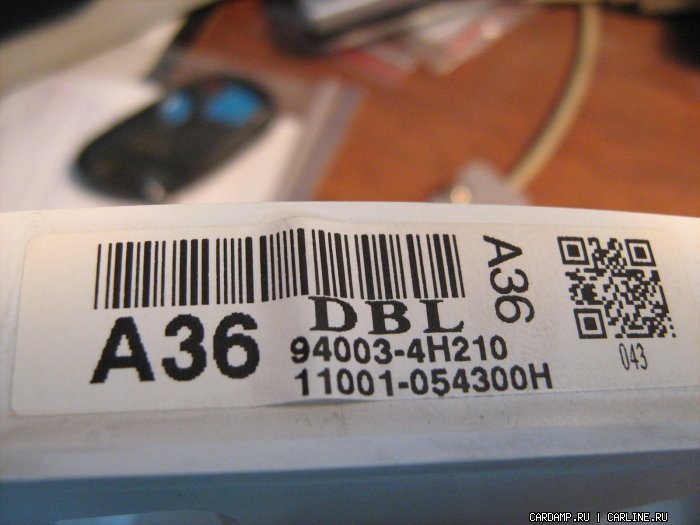 A36
DBL
94003-4H210
11001-054300H
A36
043
CARDAMP.RU | CARLINE.RU